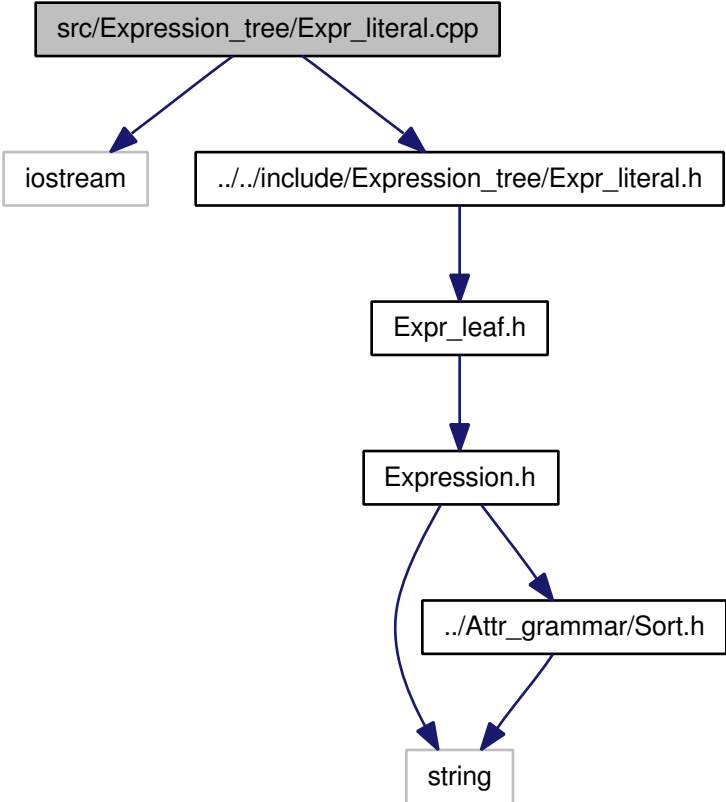 src/Expression_tree/Expr_literal.cpp
iostream
../../include/Expression_tree/Expr_literal.h
Expr_leaf.h
Expression.h
../Attr_grammar/Sort.h
string